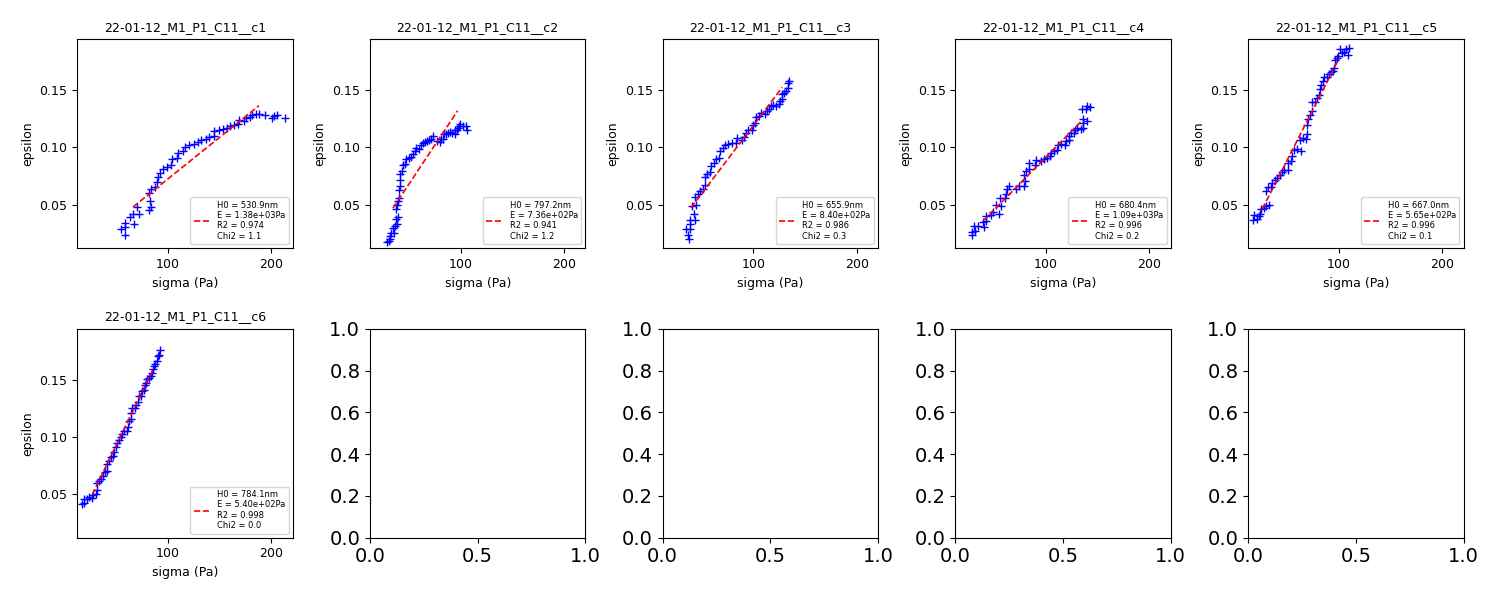 22-01-12_M1_P1_C11__c1
0.15
0.10
0.05
epsilon
100
200
sigma (Pa)
H0 = 530.9nm
E = 1.38e+03Pa
R2 = 0.974
Chi2 = 1.1
22-01-12_M1_P1_C11__c2
0.15
0.10
0.05
epsilon
100
200
sigma (Pa)
H0 = 797.2nm
E = 7.36e+02Pa
R2 = 0.941
Chi2 = 1.2
22-01-12_M1_P1_C11__c3
0.15
0.10
0.05
epsilon
100
200
sigma (Pa)
H0 = 655.9nm
E = 8.40e+02Pa
R2 = 0.986
Chi2 = 0.3
22-01-12_M1_P1_C11__c4
0.15
0.10
0.05
epsilon
100
200
sigma (Pa)
H0 = 680.4nm
E = 1.09e+03Pa
R2 = 0.996
Chi2 = 0.2
22-01-12_M1_P1_C11__c5
0.15
0.10
0.05
epsilon
100
200
sigma (Pa)
H0 = 667.0nm
E = 5.65e+02Pa
R2 = 0.996
Chi2 = 0.1
22-01-12_M1_P1_C11__c6
0.15
0.10
0.05
epsilon
100
200
sigma (Pa)
H0 = 784.1nm
E = 5.40e+02Pa
R2 = 0.998
Chi2 = 0.0
1.0
0.8
0.6
0.4
0.2
0.0
0.0
0.5
1.0
1.0
0.8
0.6
0.4
0.2
0.0
0.0
0.5
1.0
1.0
0.8
0.6
0.4
0.2
0.0
0.0
0.5
1.0
1.0
0.8
0.6
0.4
0.2
0.0
0.0
0.5
1.0